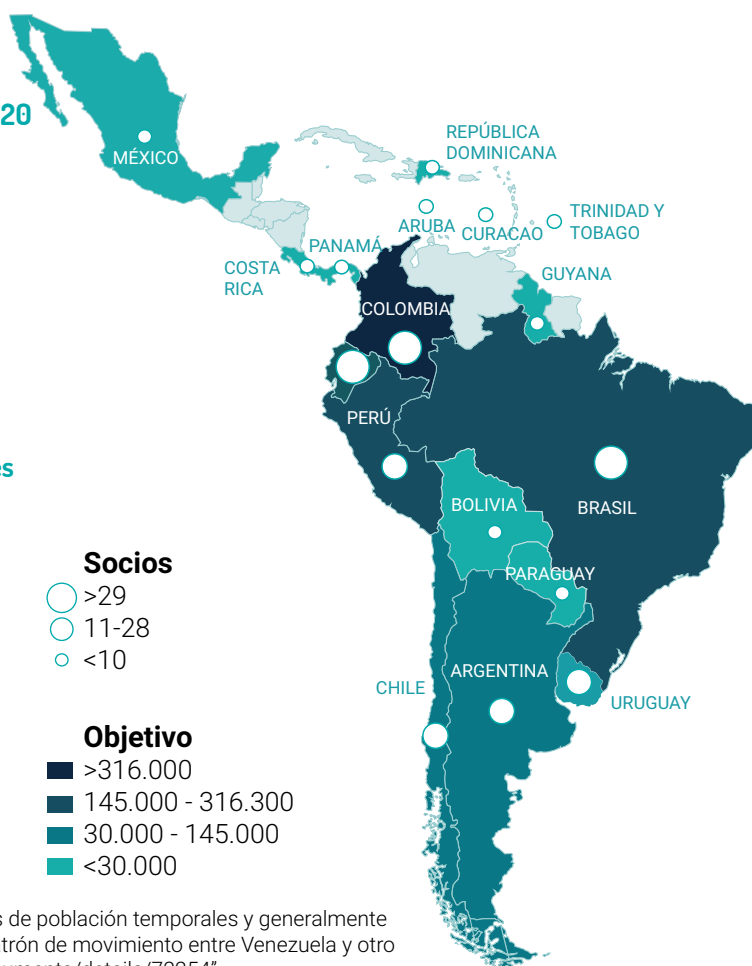 20
MÉXICO
REPÚBLICA
DOMINICANA
ARUBA
CURACAO
TRINIDAD Y
TOBAGO
COSTA
RICA
PANAMÁ
GUYANA
COLOMBIA
PERÚ
es
BOLIVIA
BRASIL
PARAGUAY
ARGENTINA
CHILE
URUGUAY
Socios
>29
11-28
<10
Objetivo
>316.000
145.000 - 316.300
30.000 - 145.000
<30.000
s de población temporales y generalmente
atrón de movimiento entre Venezuela y otro